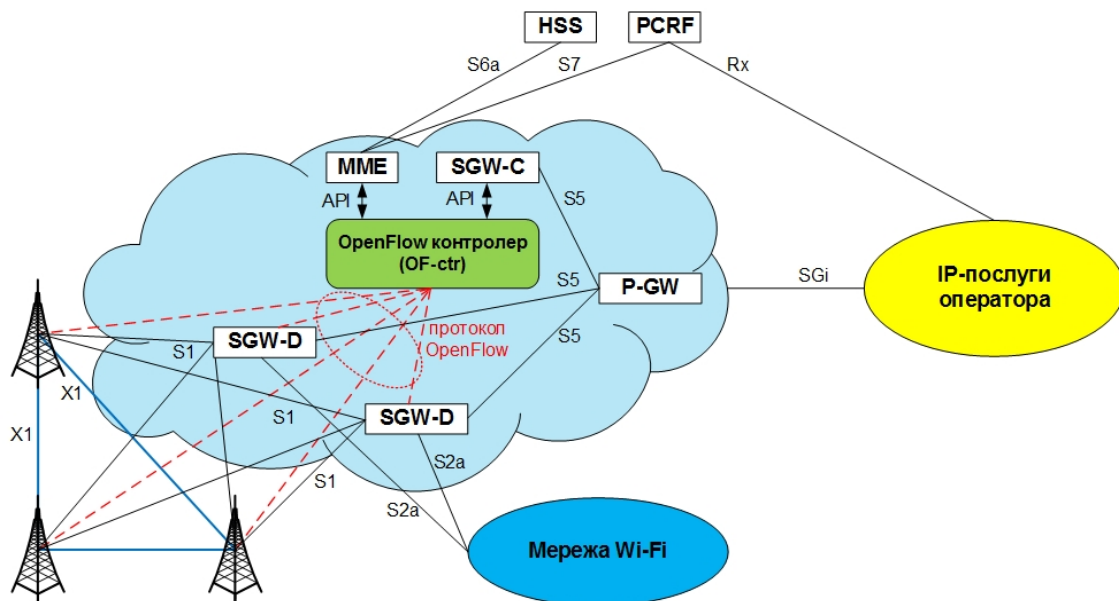 HSS
PCRF
S6a
S7
Rx
MME
SGW-C
API
API
S5
OpenFlow контролер
(OF-ctr)
S5
P-GW
SGi
IP-послуги
оператора
SGW-D
протокол
OpenFlow
S5
S1
X1
SGW-D
S1
X1
S2a
S1
S2a
Мережа Wi-Fi